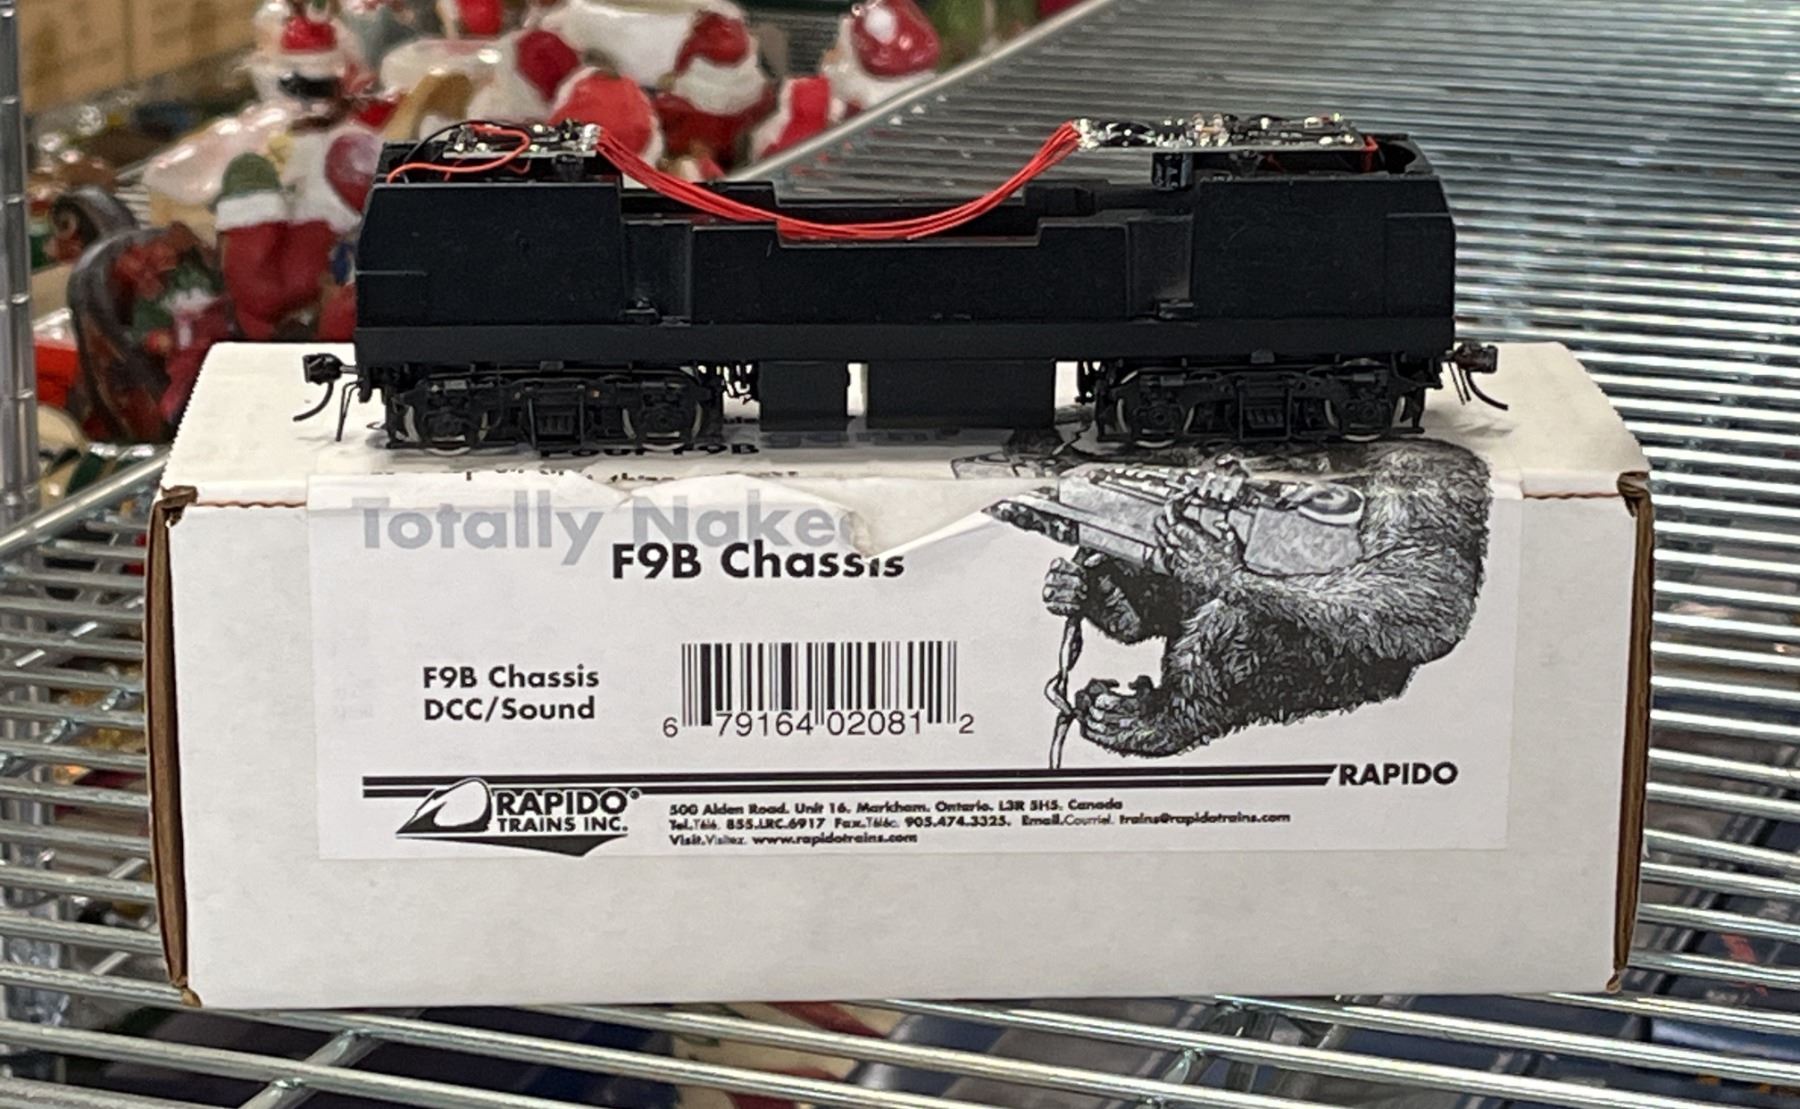 Your F9B
Totally Nake
F9B Chassis
F9B Chassis
DCC/Sound
6 79164 02081 2
RAPIDO
RAPIDO®
TRAINS INC.
500 Alden Road, Unit 16, Markham, Ontario, L3R 5H5, Canada
Tel.Télé. 855.LRC.6917 Fax.Téléc. 905.474.3325. Email.Courriel. trains@rapidotrains.com
Visit.Visitez. www.rapidotrains.com